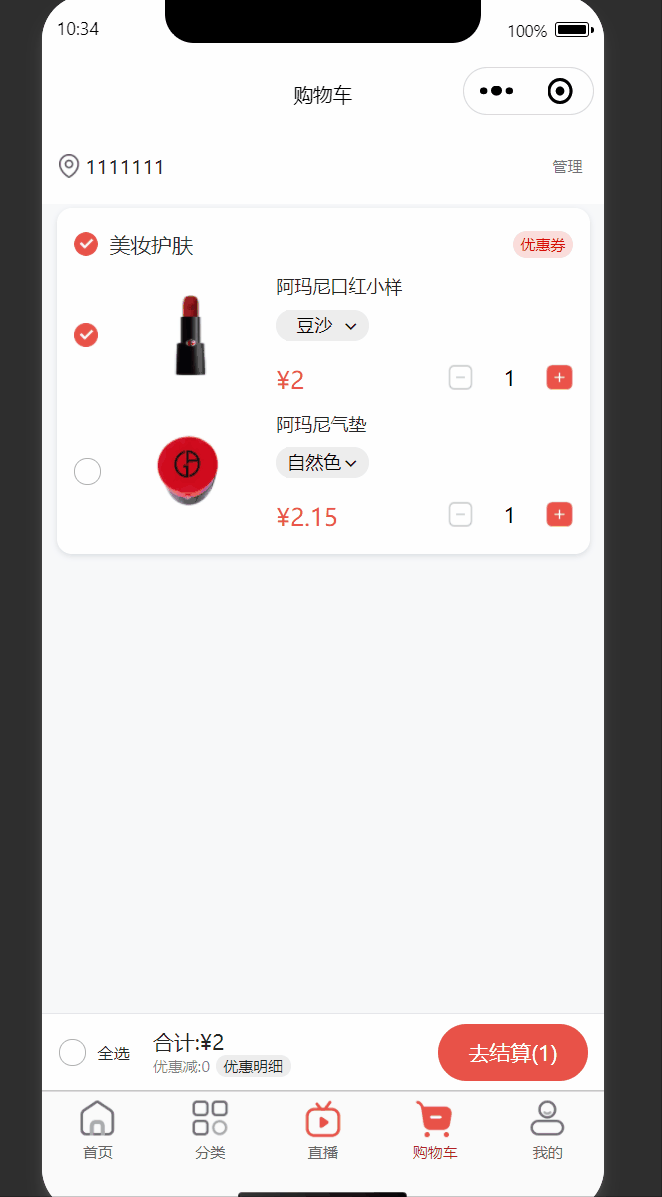 10:34
100%
购物车
1111111
管理
美妆护肤
优惠券
阿玛尼口红小样
豆沙
¥2
1
阿玛尼气垫
自然色
¥2.15
1
全选
合计:¥2
优惠减:0 优惠明细
去结算(1)
首页
分类
直播
购物车
我的